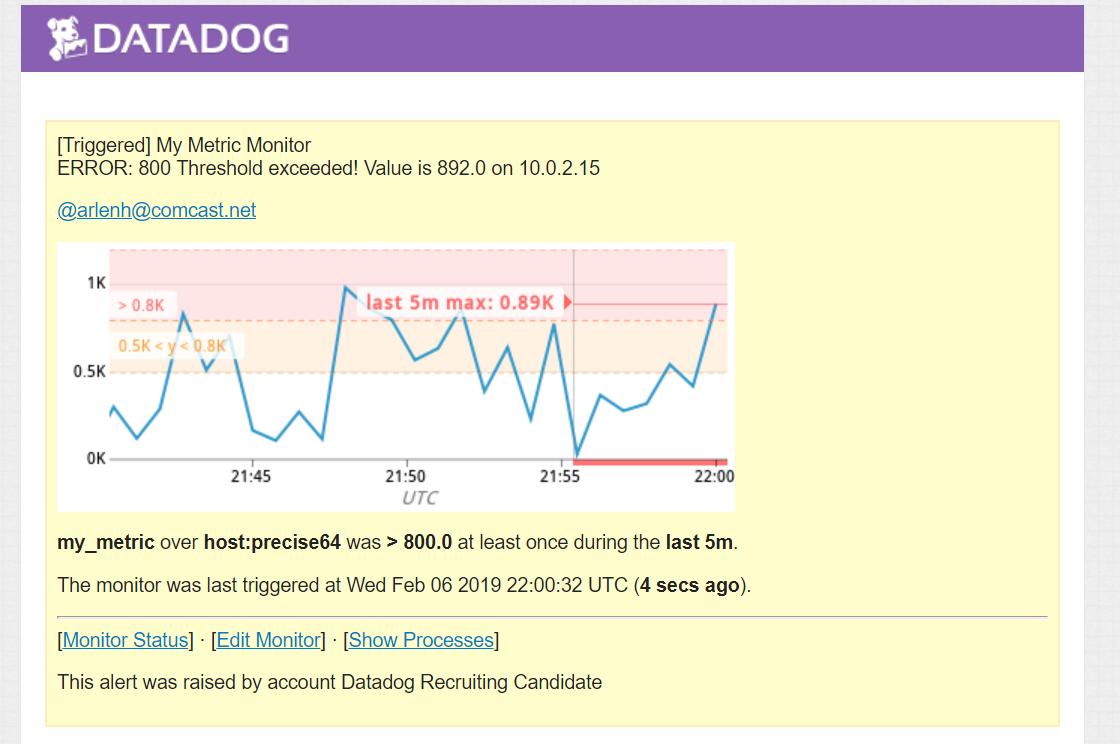 DATADOG
[Triggered] My Metric Monitor
ERROR: 800 Threshold exceeded! Value is 892.0 on 10.0.2.15
@arlenh@comcast.net
1K
> 0.8K
last 5m max: 0.89K
0.5K < y < 0.8K
0.5K
0K
21:45 21:50 21:55 22:00
UTC
my_metric over host:precise64 was > 800.0 at least once during the last 5m.
The monitor was last triggered at Wed Feb 06 2019 22:00:32 UTC (4 secs ago).
[Monitor Status] · [Edit Monitor] · [Show Processes]
This alert was raised by account Datadog Recruiting Candidate